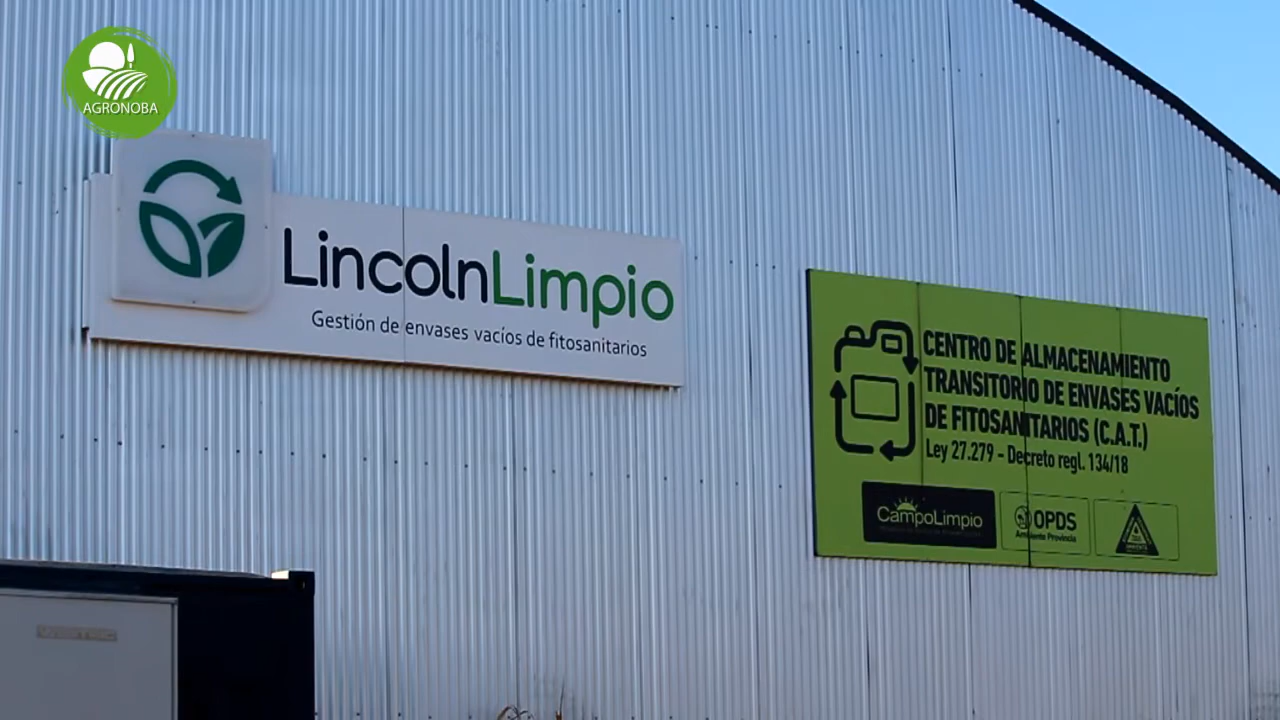 AGRONOBA
LincolnLimpio
Gestión de envases vacíos de fitosanitarios
CENTRO DE ALMACENAMIENTO
TRANSITORIO DE ENVASES VACÍOS
DE FITOSANITARIOS (C.A.T.)
Ley 27.279 - Decreto regl. 134/18
CampoLimpio
OPDS
Ambiente Provincia